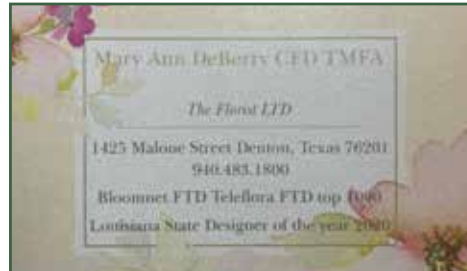 Mary Ann DeBerry CFD TMFA
The Florist LTD
1425 Malone Street Denton, Texas 76201
940.483.1800
Bloomnet FTD Teleflora FTD top
Louisiana State Designer of the year 2020